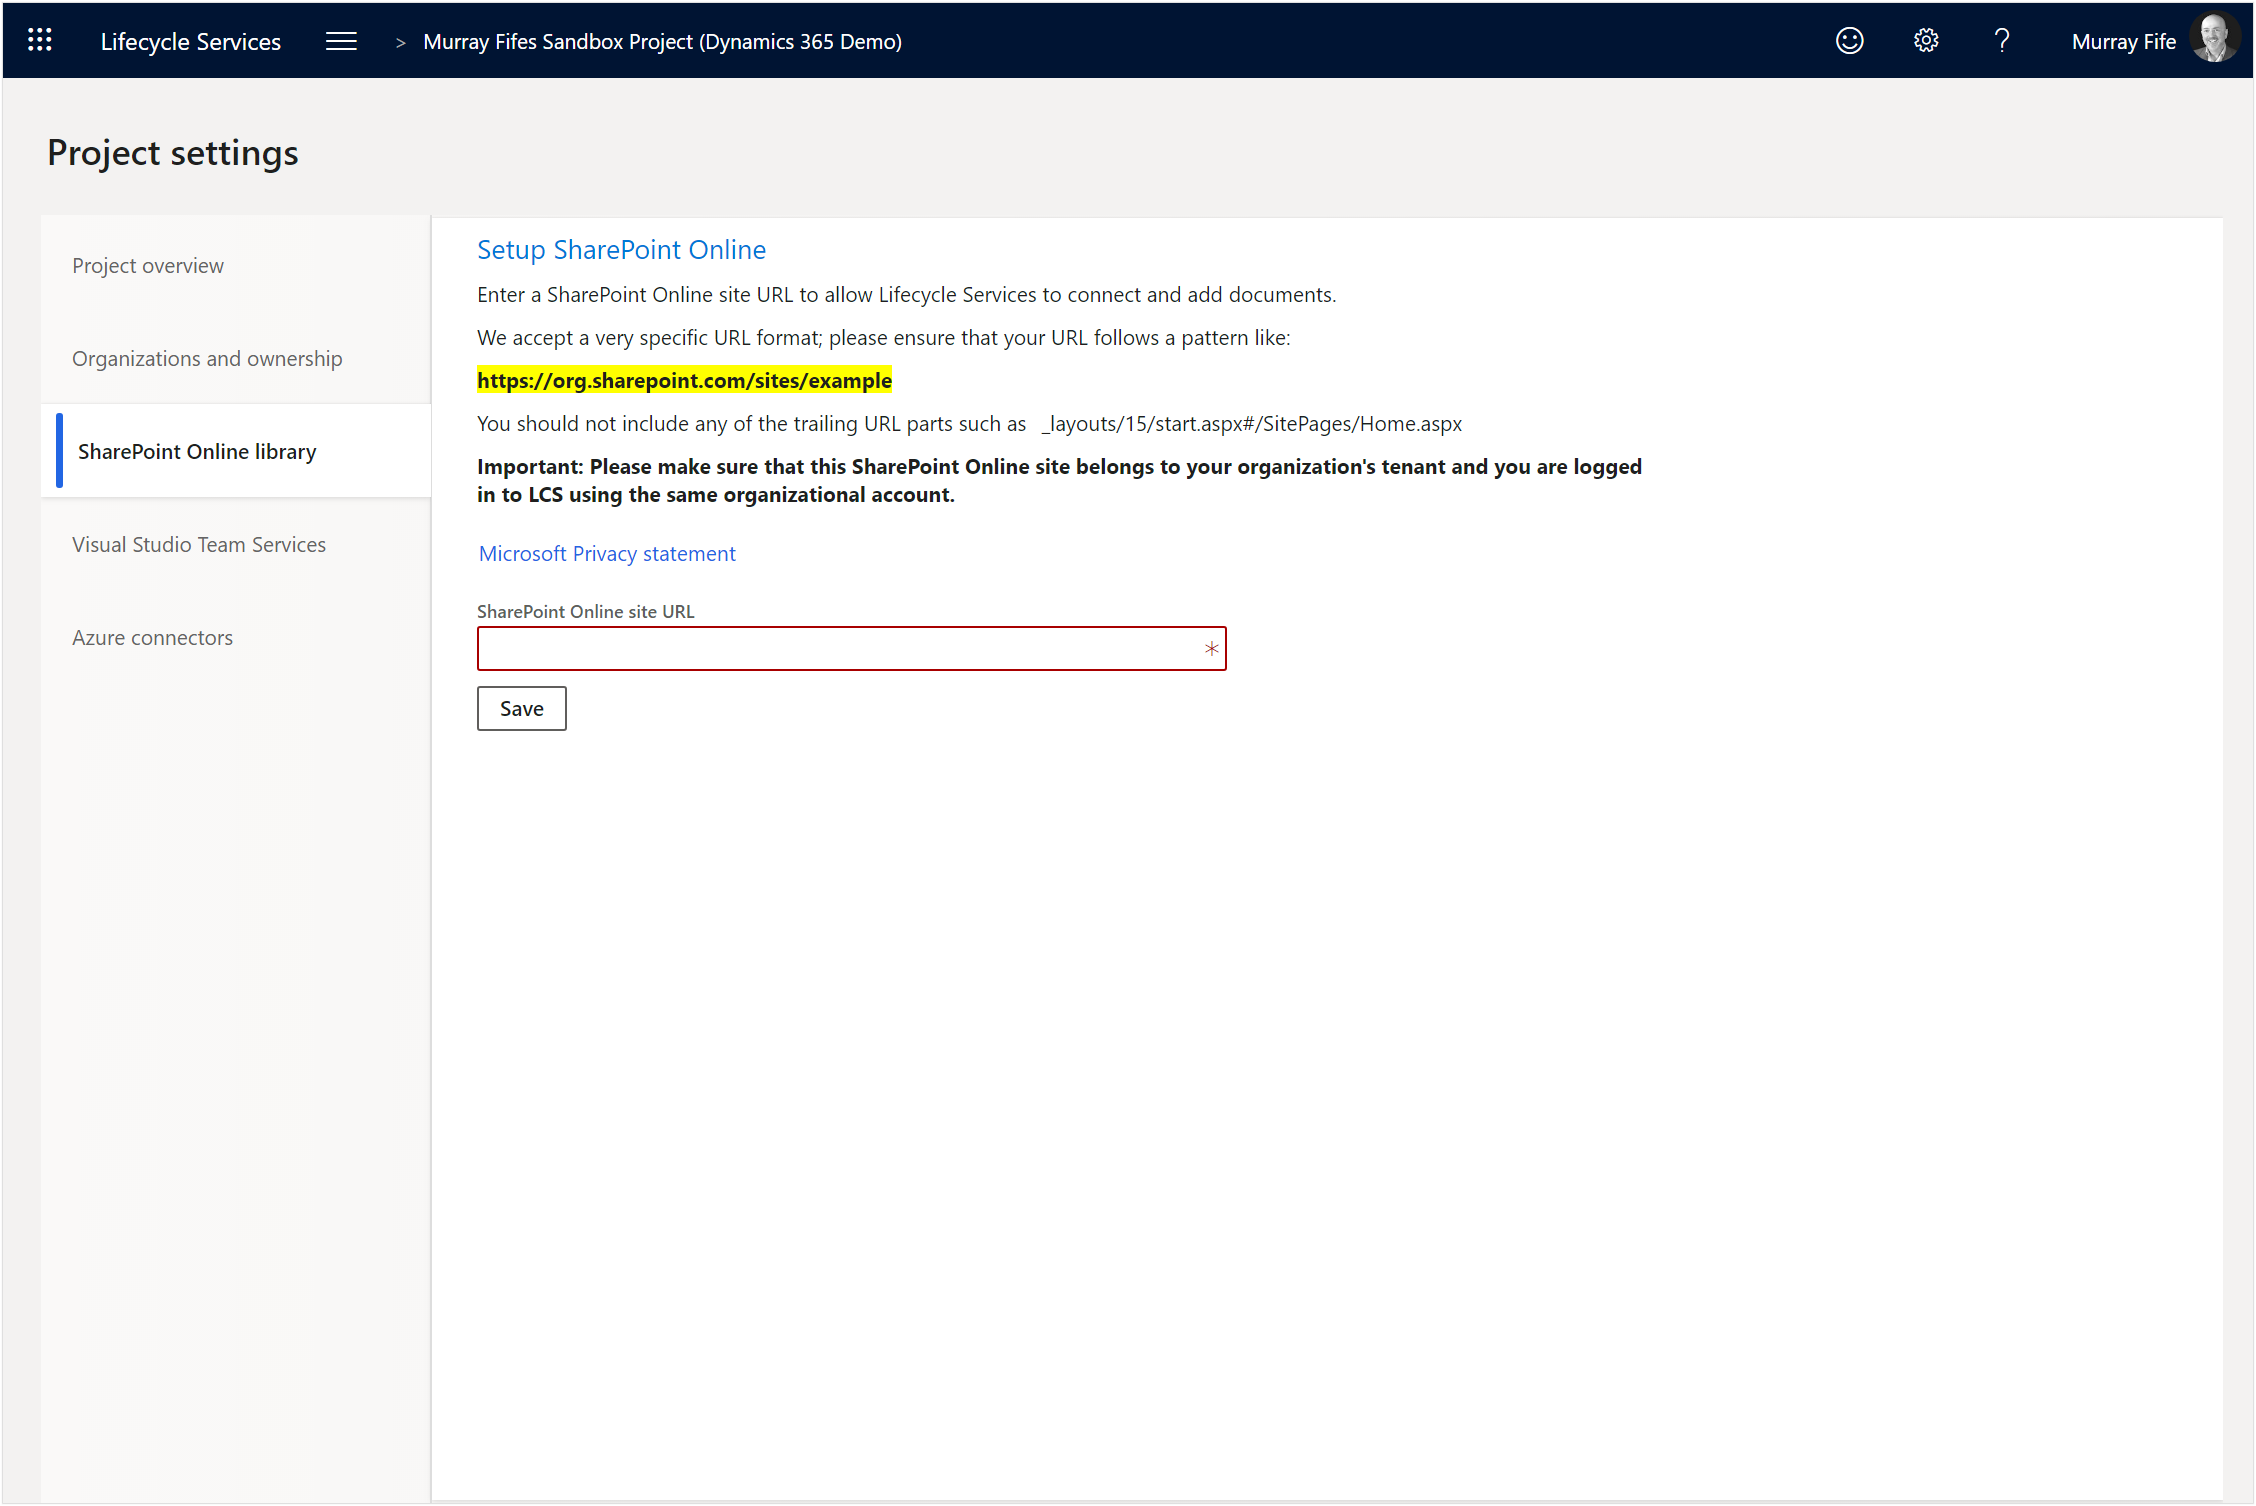 Lifecycle Services > Murray Fifes Sandbox Project (Dynamics 365 Demo) ? Murray Fife
Project settings
Project overview
Organizations and ownership
SharePoint Online library
Visual Studio Team Services
Azure connectors
Setup SharePoint Online
Enter a SharePoint Online site URL to allow Lifecycle Services to connect and add documents.
We accept a very specific URL format; please ensure that your URL follows a pattern like:
https://org.sharepoint.com/sites/example
You should not include any of the trailing URL parts such as _layouts/15/start.aspx#/SitePages/Home.aspx
Important: Please make sure that this SharePoint Online site belongs to your organization's tenant and you are logged
in to LCS using the same organizational account.
Microsoft Privacy statement
SharePoint Online site URL
*
Save